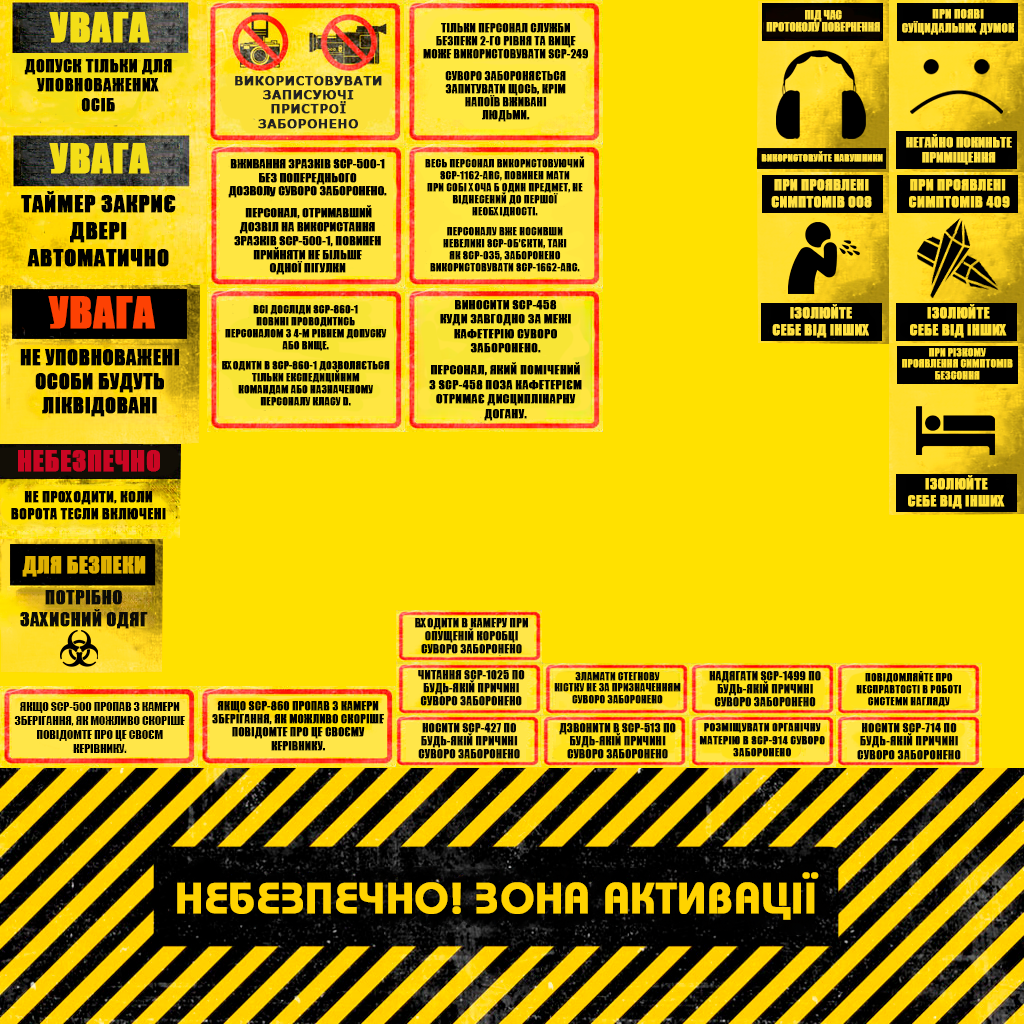 УВАГА
ДОПУСК ТІЛЬКИ ДЛЯ
УПОВНОВАЖЕНИХ
ОСІБ
УВАГА
ТАЙМЕР ЗАКРИЄ
ДВЕРІ
АВТОМАТИЧНО
УВАГА
НЕ УПОВНОВАЖЕНІ
ОСОБИ БУДУТЬ
ЛІКВІДОВАНІ
НЕБЕЗПЕЧНО
НЕ ПРОХОДИТИ, КОЛИ
ВОРОТА ТЕСЛИ ВКЛЮЧЕНІ
ДЛЯ БЕЗПЕКИ
ПОТРІБНО
ЗАХИСНИЙ ОДЯГ
ВИКОРИСТОВУВАТИ
ЗАПИСУЮЧІ
ПРИСТРОЇ
ЗАБОРОНЕНО
ТІЛЬКИ ПЕРСОНАЛ СЛУЖБИ
БЕЗПЕКИ 2-ГО РІВНЯ ТА ВИЩЕ
МОЖЕ ВИКОРИСТОВУВАТИ SCP-249
СУВОРО ЗАБОРОНЯЄТЬСЯ
ЗАПИТУВАТИ ЩОСЬ, КРІМ
НАПОЇВ ВЖИВАНІ
ЛЮДЬМИ.
ВЖИВАННЯ ЗРАЗКІВ SCP-500-1
БЕЗ ПОПЕРЕДНЬОГО
ДОЗВОЛУ СУВОРО ЗАБОРОНЕНО.
ПЕРСОНАЛ, ОТРИМАВШИЙ
ДОЗВІЛ НА ВИКОРИСТАННЯ
ЗРАЗКІВ SCP-500-1, ПОВИНЕН
ПРИЙНЯТИ НЕ БІЛЬШЕ
ОДНОЇ ПІГУЛКИ
ВЕСЬ ПЕРСОНАЛ ВИКОРИСТОВУЮЧИЙ
SCP-1162-ARC, ПОВИНЕН МАТИ
ПРИ СОБІ ХОЧА Б ОДИН ПРЕДМЕТ, НЕ
ВІДНЕСЕНИЙ ДО ПЕРШОЇ
НЕОБХІДНОСТІ.
ПЕРСОНАЛУ ВЖЕ НОСИВШИ
НЕВЕЛИКІ SCP-ОБ'ЄКТИ, ТАКІ
ЯК SCP-035, ЗАБОРОНЕНО
ВИКОРИСТОВУВАТИ SCP-1662-ARC.
ВСІ ДОСЛІДИ SCP-860-1
ПОВИНІ ПРОВОДИТИСЬ
ПЕРСОНАЛОМ З 4-М РІВНЕМ ДОПУСКУ
АБО ВИЩЕ.
ВХОДИТИ В SCP-860-1 ДОЗВОЛЯЄТЬСЯ
ТІЛЬКИ ЕКСПЕДИЦІЙНИМ
КОМАНДАМ АБО НАЗНАЧЕНОМУ
ПЕРСОНАЛУ КЛАСУ D.
ВИНОСИТИ SCP-458
КУДИ ЗАВГОДНО ЗА МЕЖІ
КАФЕТЕРІЮ СУВОРО
ЗАБОРОНЕНО.
ПЕРСОНАЛ, ЯКИЙ ПОМІЧЕНИЙ
З SCP-458 ПОЗА КАФЕТЕРІЄМ
ОТРИМАЄ ДИСЦИПЛІНАРНУ
ДОГАНУ.
ПІД ЧАС
ПРОТОКОЛУ ПОВЕРНЕННЯ
ВИКОРИСТОВУЙТЕ НАВУШНИКИ
ПРИ ПОЯВІ
СУЇЦИДАЛЬНИХ ДУМОК
НЕГАЙНО ПОКИНЬТЕ
ПРИМІЩЕННЯ
ПРИ ПРОЯВЛЕНІ
СИМПТОМІВ 008
ІЗОЛЮЙТЕ
СЕБЕ ВІД ІНШИХ
ПРИ ПРОЯВЛЕНІ
СИМПТОМІВ 409
ІЗОЛЮЙТЕ
СЕБЕ ВІД ІНШИХ
ПРИ РІЗКОМУ
ПРОЯВЛЕННЯ СИМПТОМІВ
БЕЗСОННЯ
ІЗОЛЮЙТЕ
СЕБЕ ВІД ІНШИХ
ВХОДИТИ В КАМЕРУ ПРИ
ОПУЩЕНІЙ КОРОБЦІ
СУВОРО ЗАБОРОНЕНО
ЧИТАННЯ SCP-1025 ПО
БУДЬ-ЯКІЙ ПРИЧИНІ
СУВОРО ЗАБОРОНЕНО
ЗЛАМАТИ СТЕГНОВУ
КІСТКУ НЕ ЗА ПРИЗНАЧЕННЯМ
СУВОРО ЗАБОРОНЕНО
НАДЯГАТИ SCP-1499 ПО
БУДЬ-ЯКІЙ ПРИЧИНІ
СУВОРО ЗАБОРОНЕНО
ПОВІДОМЛЯЙТЕ ПРО
НЕСПРАВТОСТІ В РОБОТІ
СИСТЕМИ НАГЛЯДУ
ЯКЩО SCP-500 ПРОПАВ З КАМЕРИ
ЗБЕРІГАННЯ, ЯК МОЖЛИВО СКОРІШЕ
ПОВІДОМТЕ ПРО ЦЕ СВОЄМ
КЕРІВНИКУ.
ЯКЩО SCP-860 ПРОПАВ З КАМЕРИ
ЗБЕРІГАННЯ, ЯК МОЖЛИВО СКОРІШЕ
ПОВІДОМТЕ ПРО ЦЕ СВОЄМУ
КЕРІВНИКУ.
НОСИТИ SCP-427 ПО
БУДЬ-ЯКІЙ ПРИЧИНІ
СУВОРО ЗАБОРОНЕНО
ДЗВОНИТИ В SCP-513 ПО
БУДЬ-ЯКІЙ ПРИЧИНІ
СУВОРО ЗАБОРОНЕНО
РОЗМІЩУВАТИ ОРГАНІЧНУ
МАТЕРІЮ В SCP-914 СУВОРО
ЗАБОРОНЕНО
НОСИТИ SCP-714 ПО
БУДЬ-ЯКІЙ ПРИЧИНІ
СУВОРО ЗАБОРОНЕНО
НЕБЕЗПЕЧНО! ЗОНА АКТИВАЦІЇ